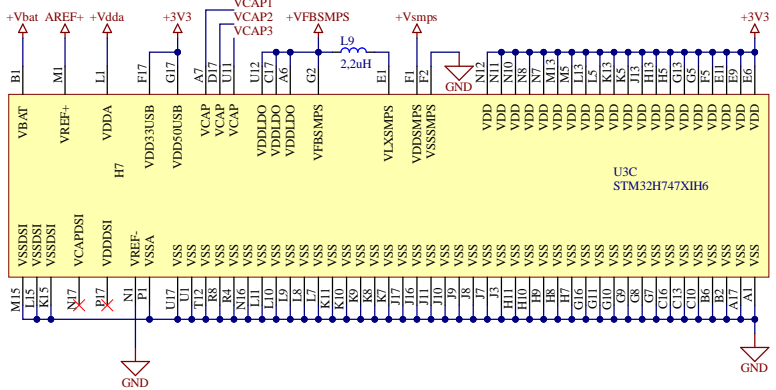 VCAP1
+Vbat AREF+ +Vdda +3V3 VCAP2 +VFBSMPS +Vsmps +3V3
VCAP3
L9
2,2uH
GND
B1 M1 L1 F17 G17 A7 D17 U11 U12 C17 A6 G2 E1 F1 F2 N12 N11 N10 N8 N7 M13 M5 L13 L5 K13 K5 J13 H13 H5 G13 G5 F5 E11 E9 E6
VBAT VREF+ VDDA VDD33USB VDD50USB VCAP VCAP VCAP VDDLDO VDDLDO VDDLDO VFBSMPS VLXSMPS VDDSMPS VSSSMPS VDD VDD VDD VDD VDD VDD VDD VDD VDD VDD VDD VDD VDD VDD VDD VDD VDD VDD VDD VDD
H7
U3C
STM32H747XIH6
VSSDSI VSSDSI VSSDSI VCAPDSI VDDDSI VREF- VSSA VSS VSS VSS VSS VSS VSS VSS VSS VSS VSS VSS VSS VSS VSS VSS VSS VSS VSS VSS VSS VSS VSS VSS VSS VSS VSS VSS VSS VSS VSS VSS VSS VSS VSS VSS VSS VSS VSS VSS VSS VSS
M15 L15 K15 N17 P17 N1 P1 U17 U1 T12 R8 R4 N16 L11 L10 L9 L8 L7 K11 K10 K9 K8 K7 J17 J16 J11 J10 J9 J8 J7 J3 H11 H10 H9 H8 H7 G16 G11 G10 G9 G8 G7 C16 C13 C10 B6 B2 A17 A1
GND
GND